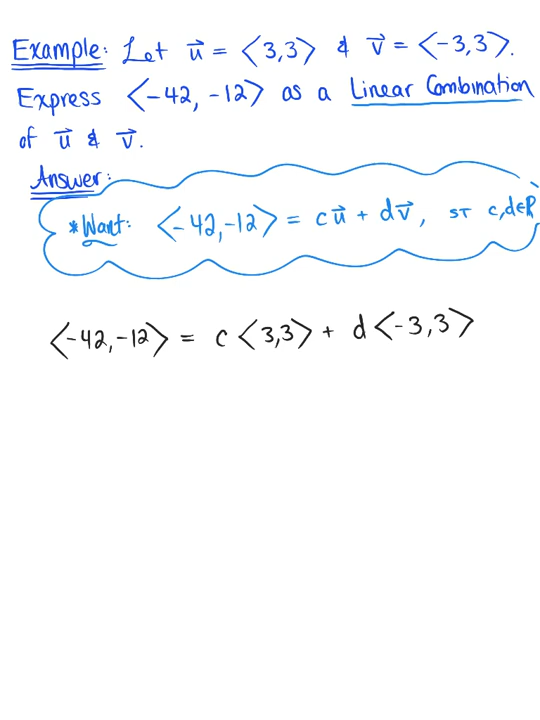 Example: Let u⃗ = <3,3> & v⃗ = <-3,3>.
Express <-42, -12> as a Linear Combination
of u⃗ & v⃗.
Answer:
*Want: <-42,-12> = cu⃗ + dv⃗, ST c,d∈ℝ
<-42,-12> = c<3,3> + d<-3,3>